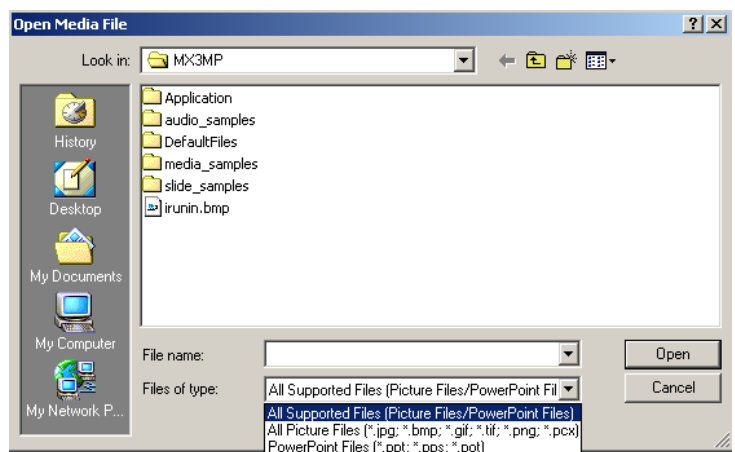 Open Media File
Look in: MX3MP
Application
audio_samples
DefaultFiles
media_samples
slide_samples
irunin.bmp
History
Desktop
My Documents
My Computer
My Network P...
File name:
Open
Files of type: All Supported Files (Picture Files/PowerPoint Fil
Cancel
All Supported Files (Picture Files/PowerPoint Files)
All Picture Files (*.jpg; *.bmp; *.gif; *.tif; *.png; *.pcx)
PowerPoint Files (*.ppt; *.pps; *.pot)